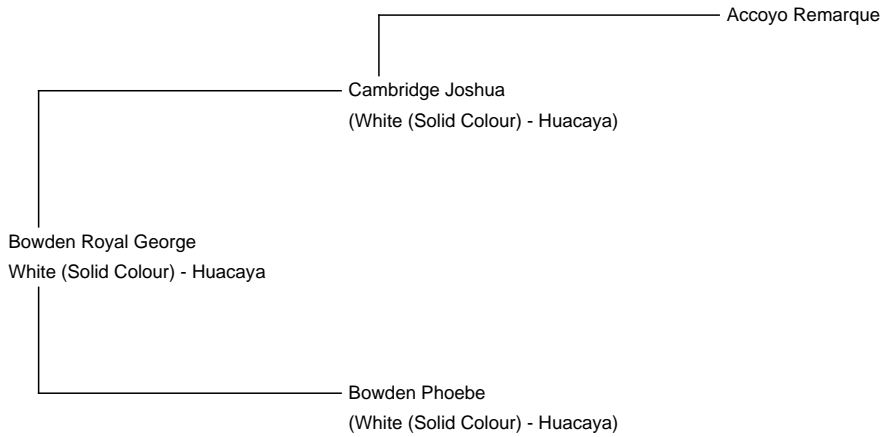 Accoyo Remarque
Cambridge Joshua
(White (Solid Colour) - Huacaya)
Bowden Royal George
White (Solid Colour) - Huacaya
Bowden Phoebe
(White (Solid Colour) - Huacaya)